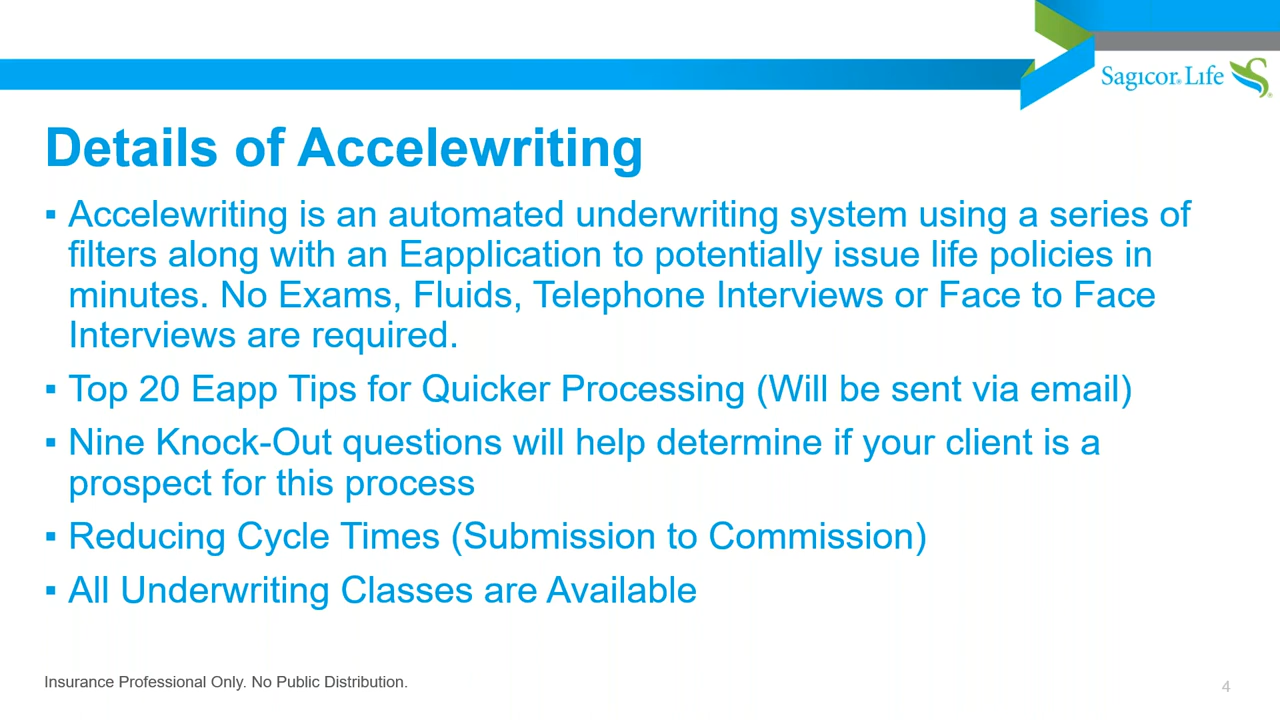 Sagicor Life
Details of Accelewriting
▪ Accelewriting is an automated underwriting system using a series of
filters along with an Eapplication to potentially issue life policies in
minutes. No Exams, Fluids, Telephone Interviews or Face to Face
Interviews are required.
▪ Top 20 Eapp Tips for Quicker Processing (Will be sent via email)
▪ Nine Knock-Out questions will help determine if your client is a
prospect for this process
▪ Reducing Cycle Times (Submission to Commission)
▪ All Underwriting Classes are Available
Insurance Professional Only. No Public Distribution.
4